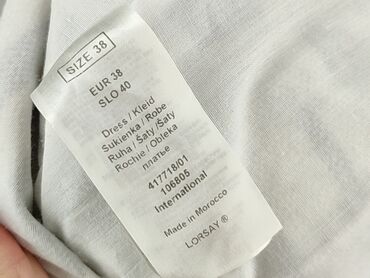 SIZE 38
EUR 38
SLO 40
Dress / Kleid
Sukienka / Robe
Ruha / Šaty /Šaty
Rochie / Obleka
платье
417718/01
106805
International
Made in Morocco
LORSAY ®